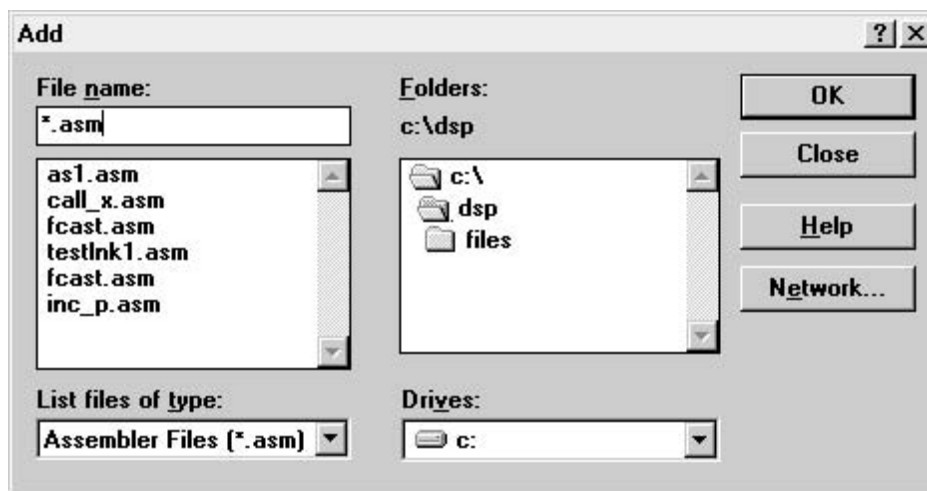 Add
File name:
*.asm
as1.asm
call_x.asm
fcast.asm
testlnk1.asm
fcast.asm
inc_p.asm
List files of type:
Assembler Files (*.asm)
Folders:
c:\dsp
c:\
dsp
files
Drives:
c:
OK
Close
Help
Network...